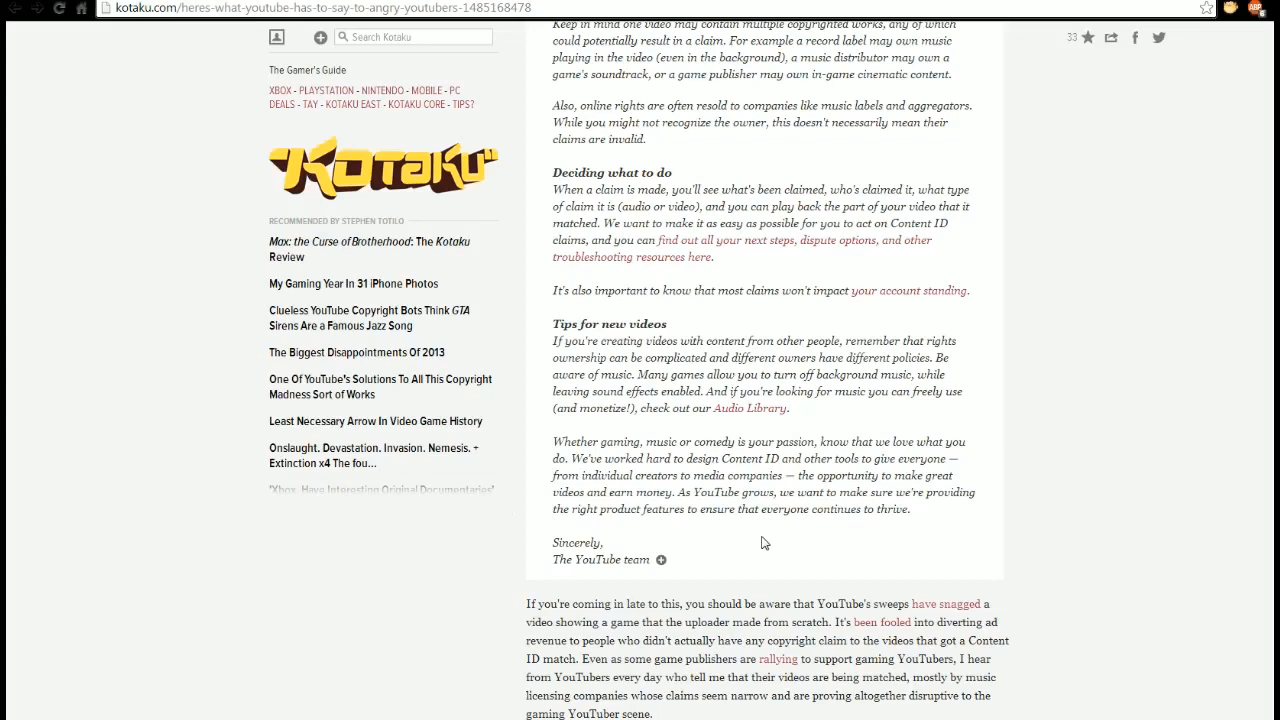 kotaku.com/heres-what-youtube-has-to-say-to-angry-youtubers-1485168478
Search Kotaku
33
The Gamer's Guide
XBOX - PLAYSTATION - NINTENDO - MOBILE - PC
DEALS - TAY - KOTAKU EAST - KOTAKU CORE - TIPS?
"KOTAKU"
RECOMMENDED BY STEPHEN TOTILO
Max: the Curse of Brotherhood: The Kotaku
Review
My Gaming Year In 31 iPhone Photos
Clueless YouTube Copyright Bots Think GTA
Sirens Are a Famous Jazz Song
The Biggest Disappointments Of 2013
One Of YouTube's Solutions To All This Copyright
Madness Sort of Works
Least Necessary Arrow In Video Game History
Onslaught. Devastation. Invasion. Nemesis. +
Extinction x4 The fou...
'Xbox, Have Interesting Original Documentaries'
Keep in mind one video may contain multiple copyrighted works, any of which
could potentially result in a claim. For example a record label may own music
playing in the video (even in the background), a music distributor may own a
game's soundtrack, or a game publisher may own in-game cinematic content.
Also, online rights are often resold to companies like music labels and aggregators.
While you might not recognize the owner, this doesn't necessarily mean their
claims are invalid.
Deciding what to do
When a claim is made, you'll see what's been claimed, who's claimed it, what type
of claim it is (audio or video), and you can play back the part of your video that it
matched. We want to make it as easy as possible for you to act on Content ID
claims, and you can find out all your next steps, dispute options, and other
troubleshooting resources here.
It's also important to know that most claims won't impact your account standing.
Tips for new videos
If you're creating videos with content from other people, remember that rights
ownership can be complicated and different owners have different policies. Be
aware of music. Many games allow you to turn off background music, while
leaving sound effects enabled. And if you're looking for music you can freely use
(and monetize!), check out our Audio Library.
Whether gaming, music or comedy is your passion, know that we love what you
do. We've worked hard to design Content ID and other tools to give everyone —
from individual creators to media companies — the opportunity to make great
videos and earn money. As YouTube grows, we want to make sure we're providing
the right product features to ensure that everyone continues to thrive.
Sincerely,
The YouTube team
If you're coming in late to this, you should be aware that YouTube's sweeps have snagged a
video showing a game that the uploader made from scratch. It's been fooled into diverting ad
revenue to people who didn't actually have any copyright claim to the videos that got a Content
ID match. Even as some game publishers are rallying to support gaming YouTubers, I hear
from YouTubers every day who tell me that their videos are being matched, mostly by music
licensing companies whose claims seem narrow and are proving altogether disruptive to the
gaming YouTuber scene.